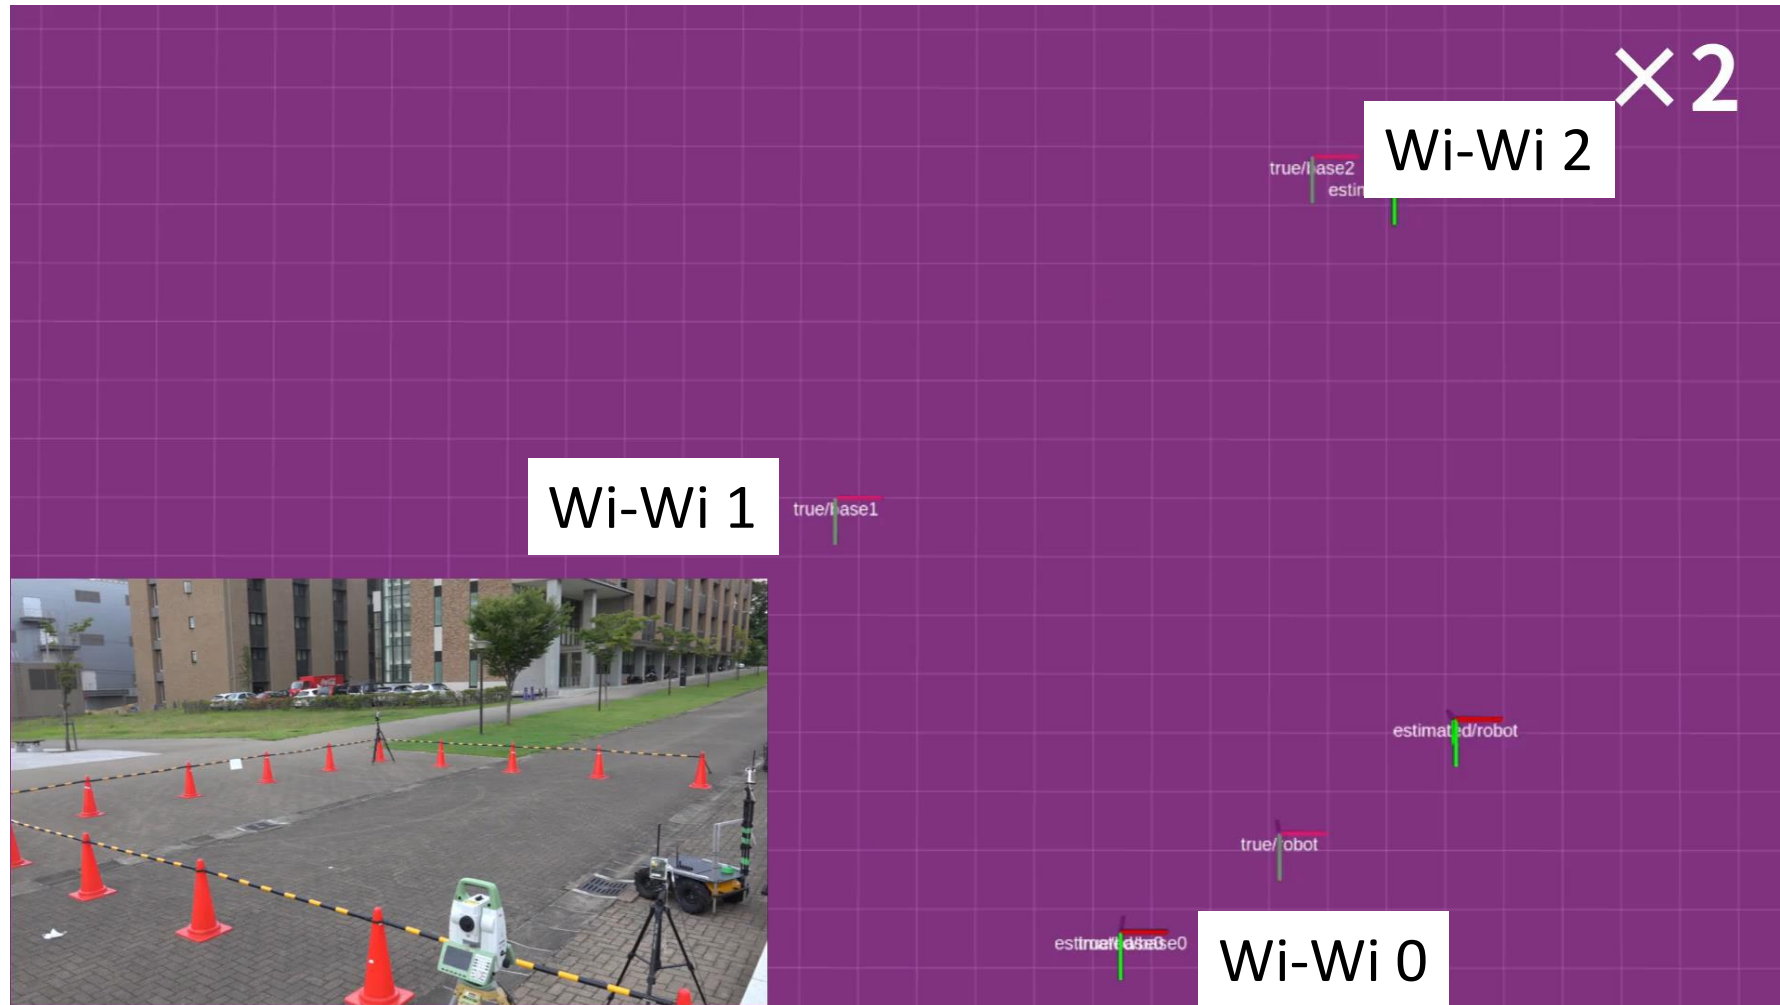 ×2
Wi-Wi 2
true/base2
Wi-Wi 1
true/base1
estimated/robot
true/robot
Wi-Wi 0